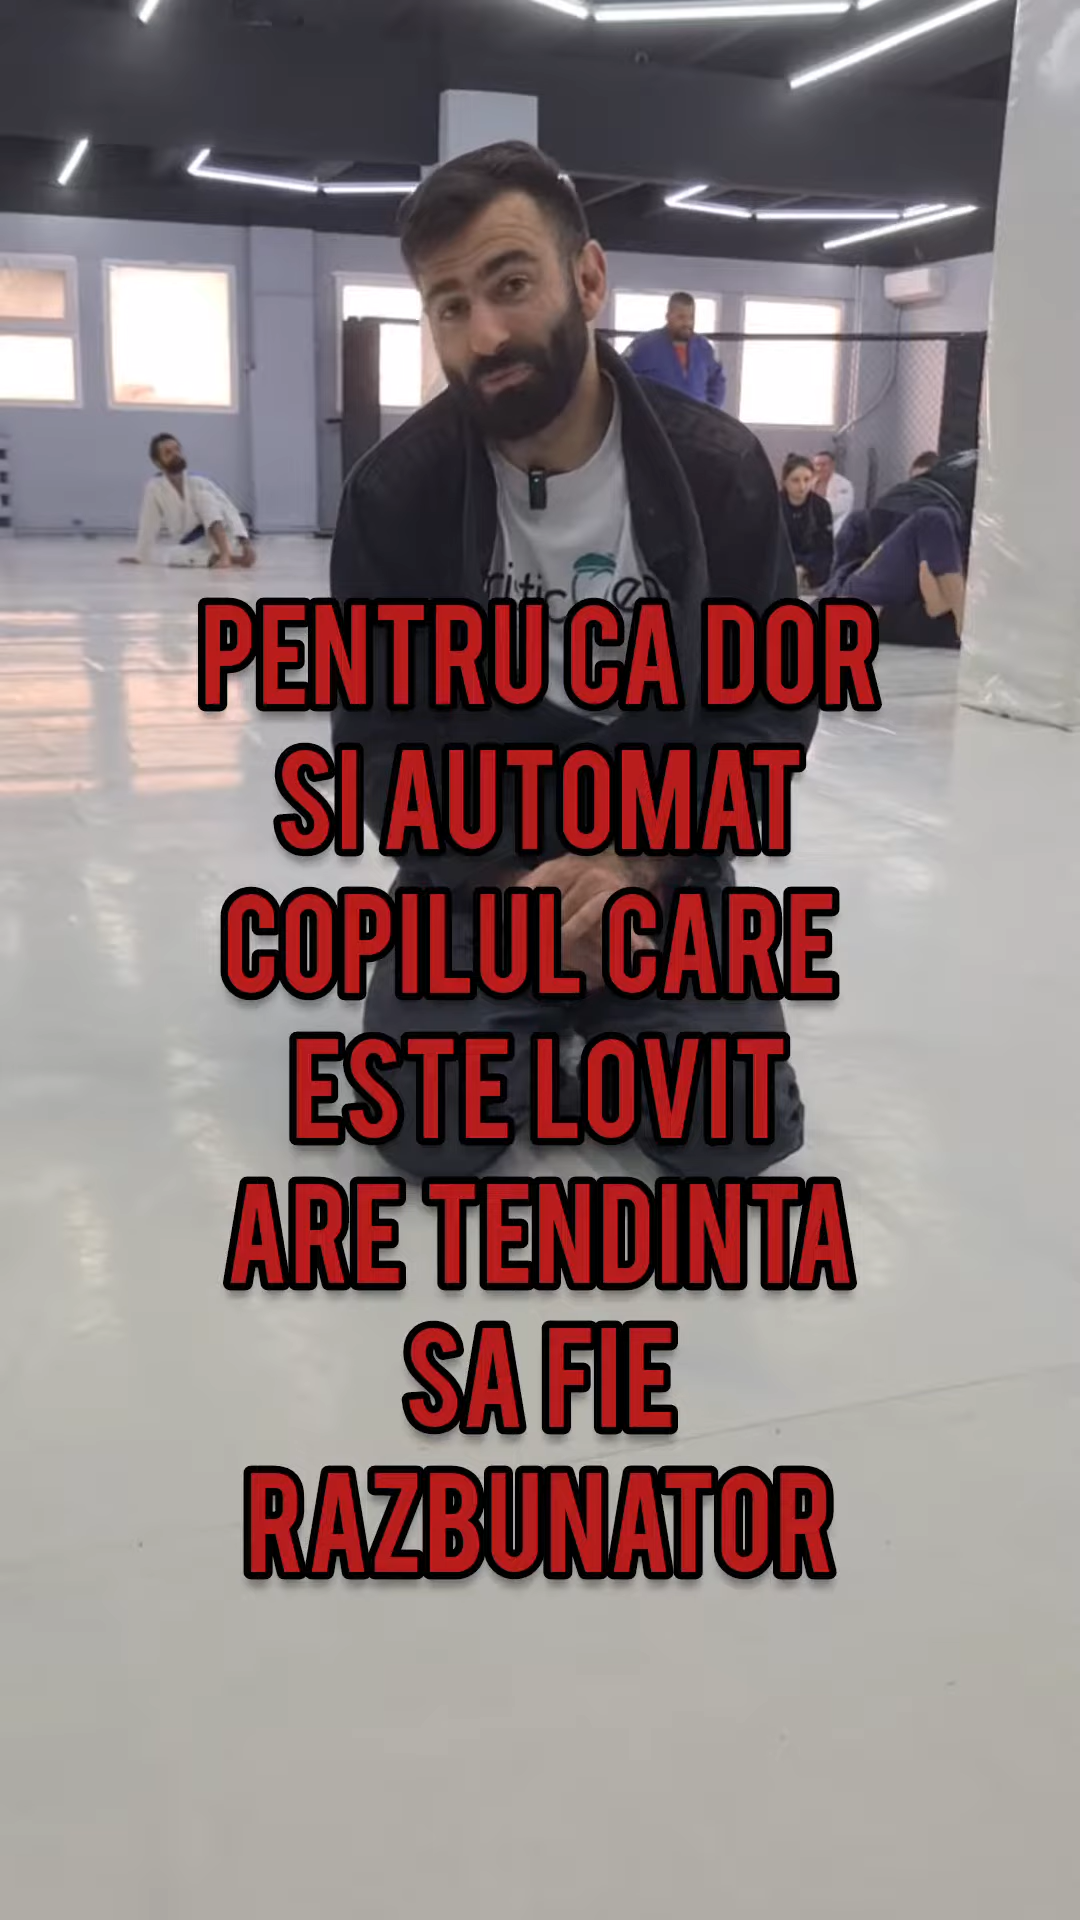 PENTRU CA DOR
SI AUTOMAT
COPILUL CARE
ESTE LOVIT
ARE TENDINTA
SA FIE
RAZBUNATOR